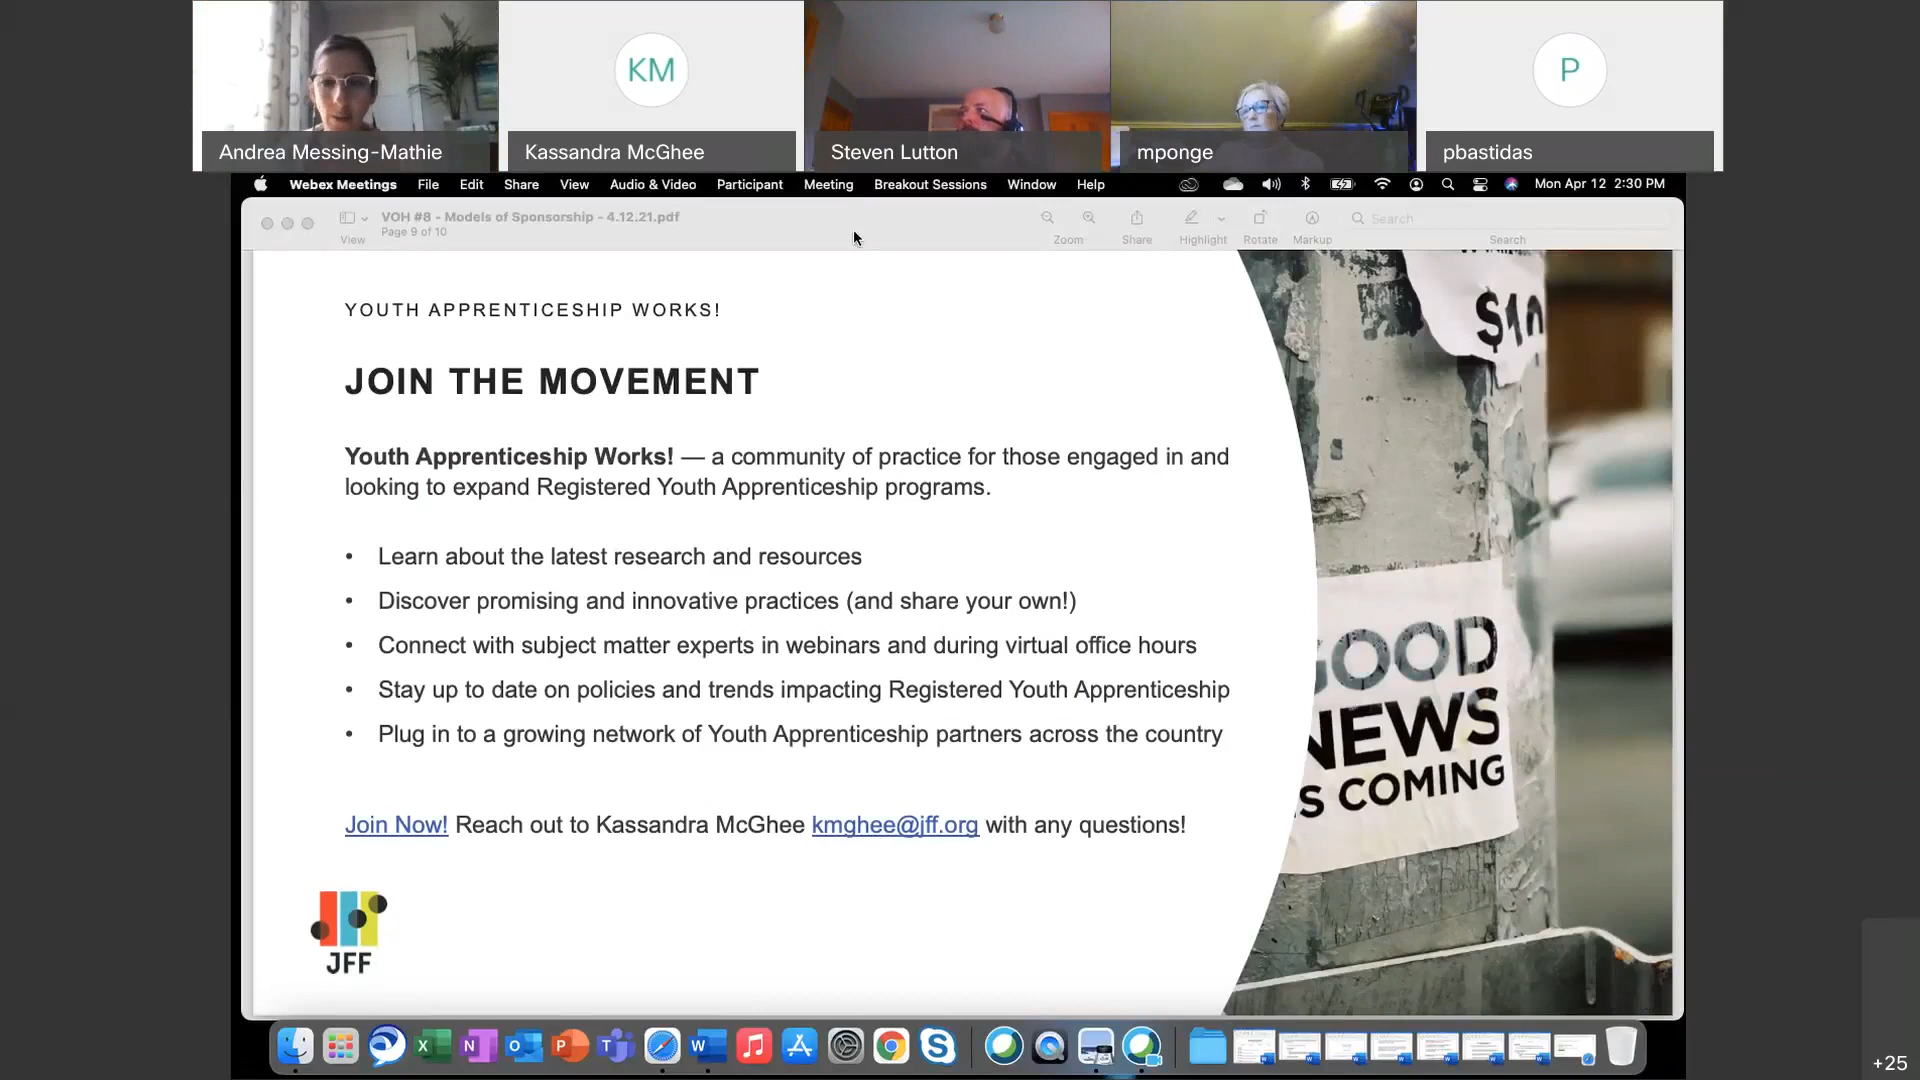 KM
P
Andrea Messing-Mathie
Kassandra McGhee
Steven Lutton
mponge
pbastidas
Webex Meetings File Edit Share View Audio & Video Participant Meeting Breakout Sessions Window Help Mon Apr 12 2:30 PM
VOH #8 - Models of Sponsorship - 4.12.21.pdf
Page 9 of 10
View Zoom Share Highlight Rotate Markup Search
Search
YOUTH APPRENTICESHIP WORKS!
JOIN THE MOVEMENT
Youth Apprenticeship Works! — a community of practice for those engaged in and
looking to expand Registered Youth Apprenticeship programs.
• Learn about the latest research and resources
• Discover promising and innovative practices (and share your own!)
• Connect with subject matter experts in webinars and during virtual office hours
• Stay up to date on policies and trends impacting Registered Youth Apprenticeship
• Plug in to a growing network of Youth Apprenticeship partners across the country
Join Now! Reach out to Kassandra McGhee kmghee@jff.org with any questions!
JFF
$10
GOOD
NEWS
IS COMING
+25